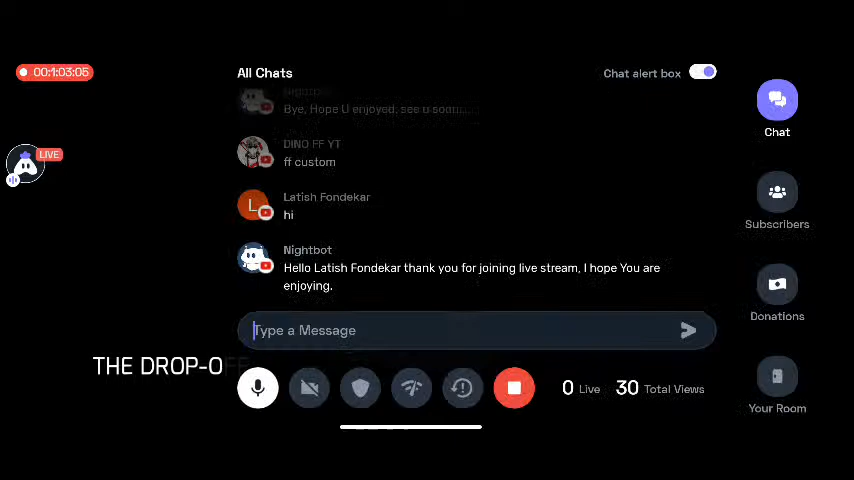 00:1:03:05
All Chats
Chat alert box
Nightbot
Bye, Hope U enjoyed, see u soon.....
DINO FF YT
ff custom
LIVE
Chat
Latish Fondekar
L
hi
Subscribers
Nightbot
Hello Latish Fondekar thank you for joining live stream, I hope You are
enjoying.
Donations
Type a Message
THE DROP-OFF
0 Live 30 Total Views
Your Room